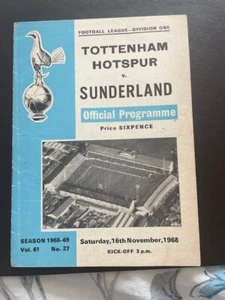 FOOTBALL LEAGUE—DIVISION ONE
TOTTENHAM
HOTSPUR
v.
SUNDERLAND
Official Programme
Price SIXPENCE
SEASON 1968-69
Vol. 61 No. 27
Saturday, 16th November, 1968
KICK-OFF 3 p.m.